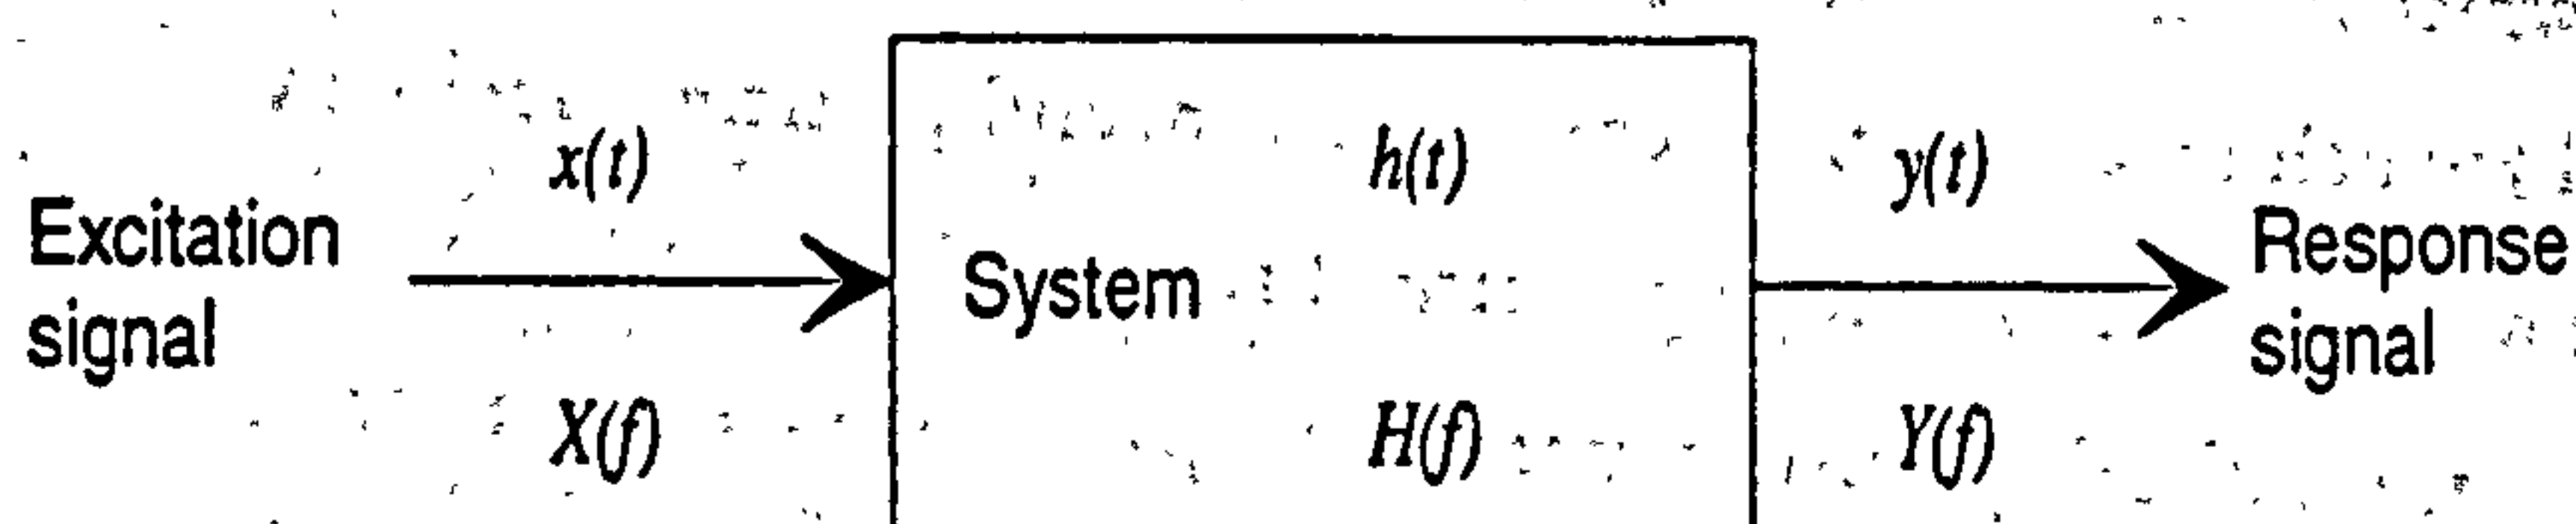 x(t) h(t) y(t)
Excitation signal
System
Response signal
X(f) H(f) Y(f)